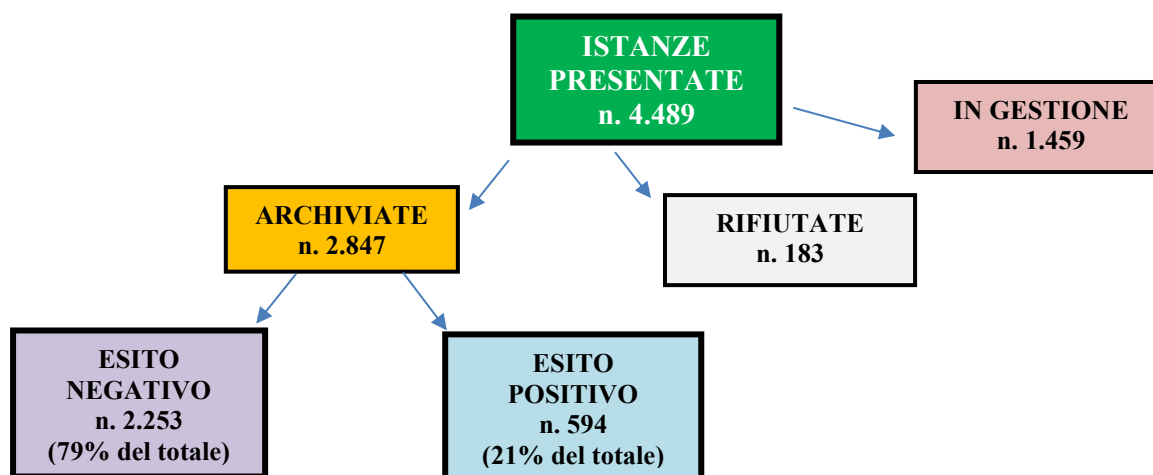 ISTANZE
PRESENTATE
n. 4.489
IN GESTIONE
n. 1.459
ARCHIVIATE
n. 2.847
RIFIUTATE
n. 183
ESITO
NEGATIVO
n. 2.253
(79% del totale)
ESITO
POSITIVO
n. 594
(21% del totale)